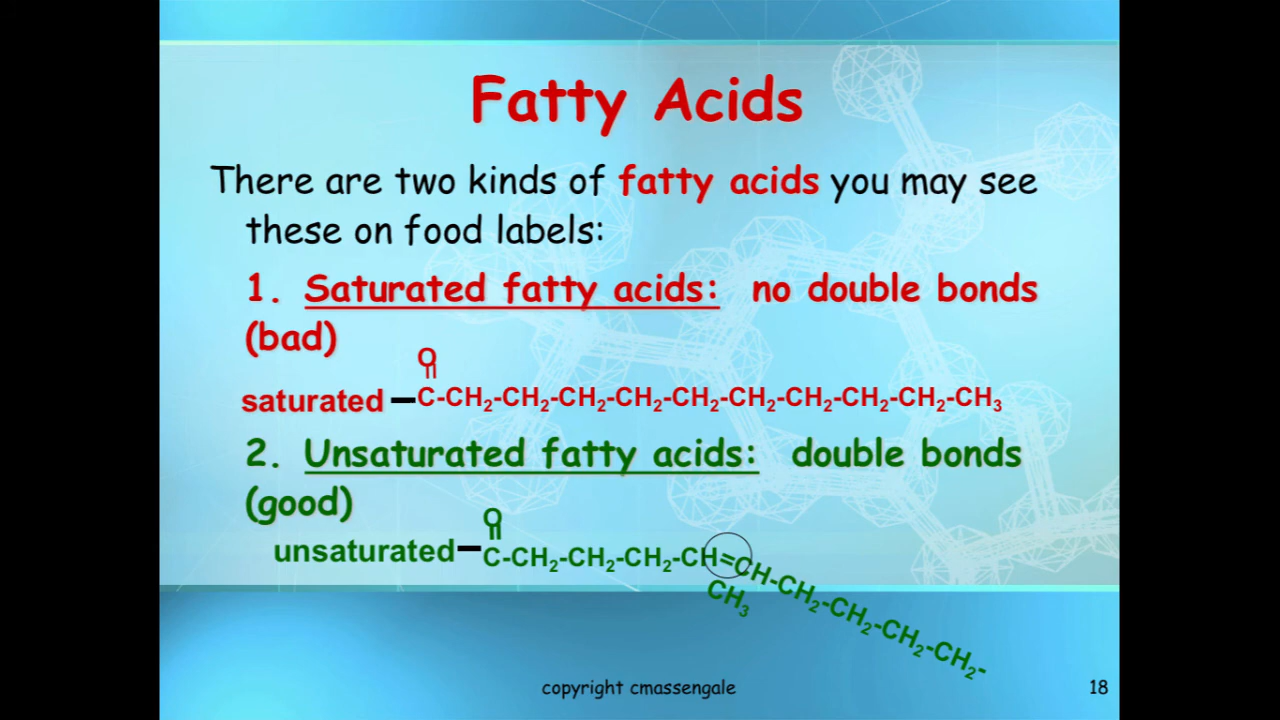 Fatty Acids
There are two kinds of fatty acids you may see
these on food labels:
1. Saturated fatty acids: no double bonds
(bad)
O
saturated C-CH2-CH2-CH2-CH2-CH2-CH2-CH2-CH2-CH2-CH3
2. Unsaturated fatty acids: double bonds
(good)
O
unsaturated C-CH2-CH2-CH2-CH=CH-CH2-CH2-CH2-CH2-
CH3
copyright cmassengale
18